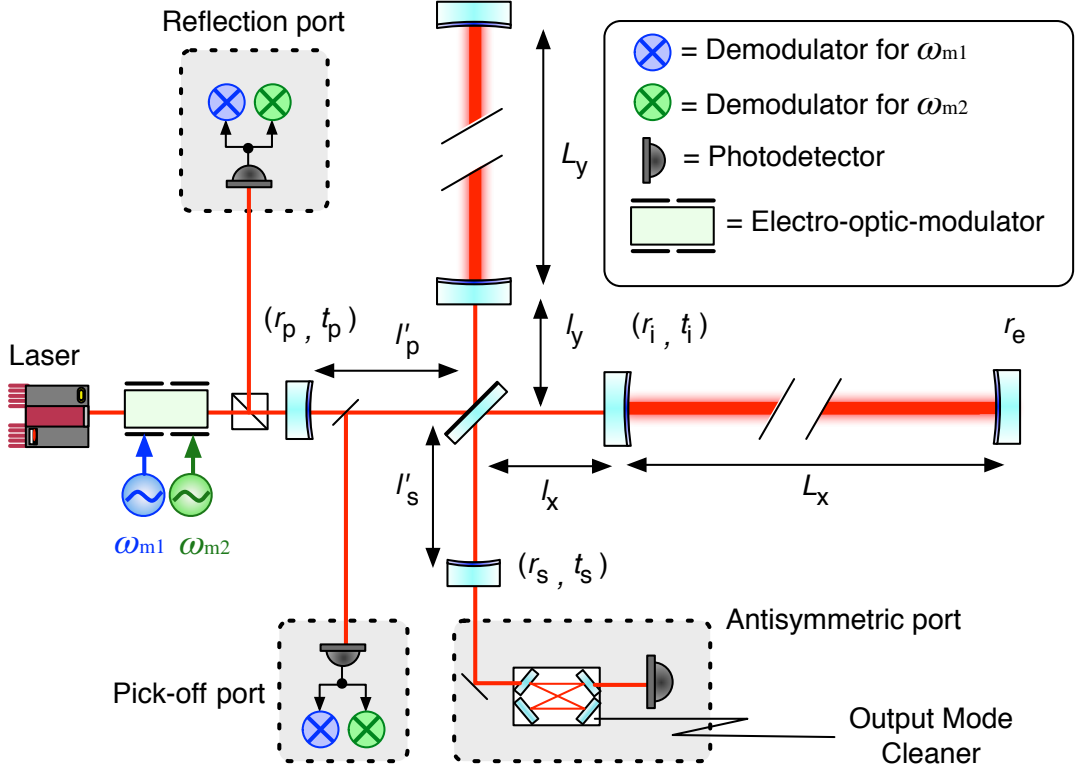 Reflection port
= Demodulator for ωm1
= Demodulator for ωm2
= Photodetector
= Electro-optic-modulator
Ly
(rp , tp)
l'p
ly
(ri , ti)
re
Laser
l's
lx
Lx
ωm1
ωm2
(rs , ts)
Antisymmetric port
Pick-off port
Output Mode
Cleaner